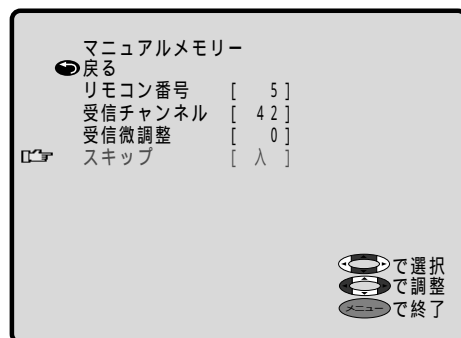 マニュアルメモリー
戻る
リモコン番号 [ 5]
受信チャンネル [ 42]
受信微調整 [ 0]
スキップ [ 入 ]
で選択
で調整
メニュー で終了